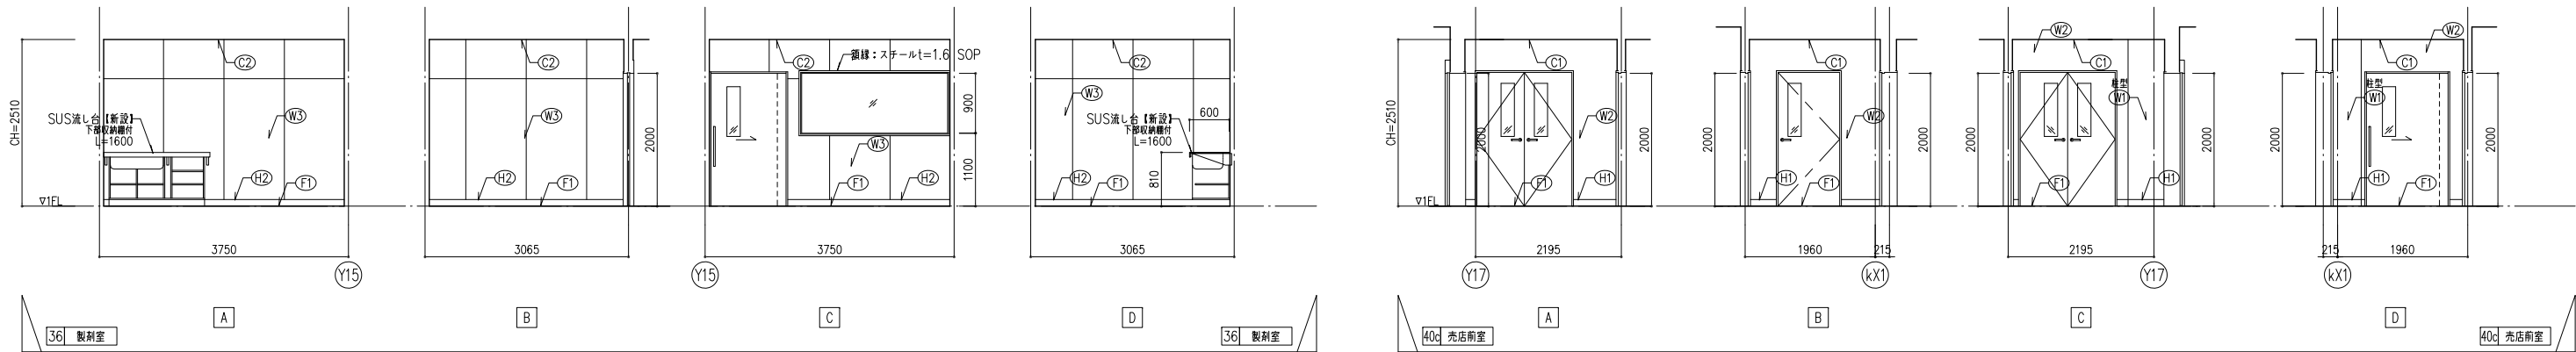 CH=2510
▽1FL
C2
W3
SUS流し台【新設】
下部収納棚付
L=1600
H2
F1
3750
Y15
A
C2
W3
2000
H2
F1
3065
B
C2
額縁：スチールt=1.6 SOP
900
W3
1100
F1
H2
3750
Y15
C
C2
W3
600
SUS流し台【新設】
下部収納棚付
L=1600
810
H2
F1
3065
D
36 製剤室
36 製剤室
CH=2510
▽1FL
C1
2000
W2
2000
F1
H1
2195
Y17
A
2000
C1
W2
2000
H1
F1
1960
215
kX1
B
W2
2000
C1
柱型
W1
2000
F1
H1
2195
Y17
C
W2
2000
C1
柱型
W1
2000
H1
F1
215
1960
kX1
D
40c 売店前室
40c 売店前室